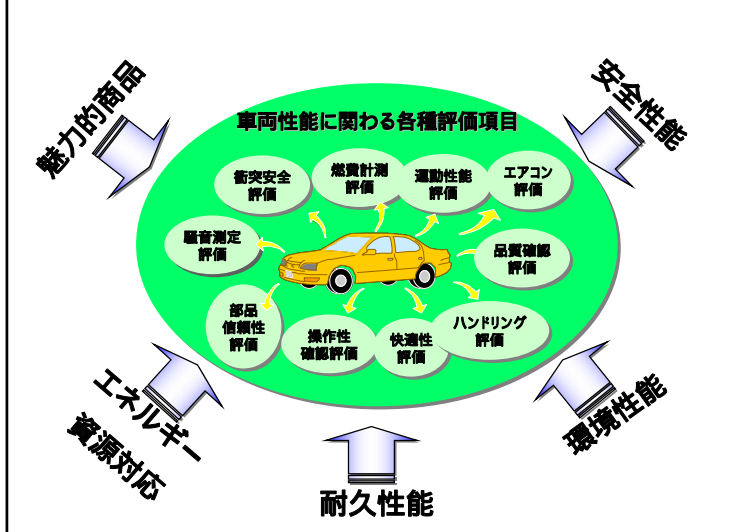 魅力的商品
安全性能
車両性能に関わる各種評価項目
衝突安全
評価
燃費計測
評価
運動性能
評価
エアコン
評価
騒音測定
評価
品質確認
評価
部品
信頼性
評価
操作性
確認評価
快適性
評価
ハンドリング
評価
エネルギー
資源対応
耐久性能
環境性能